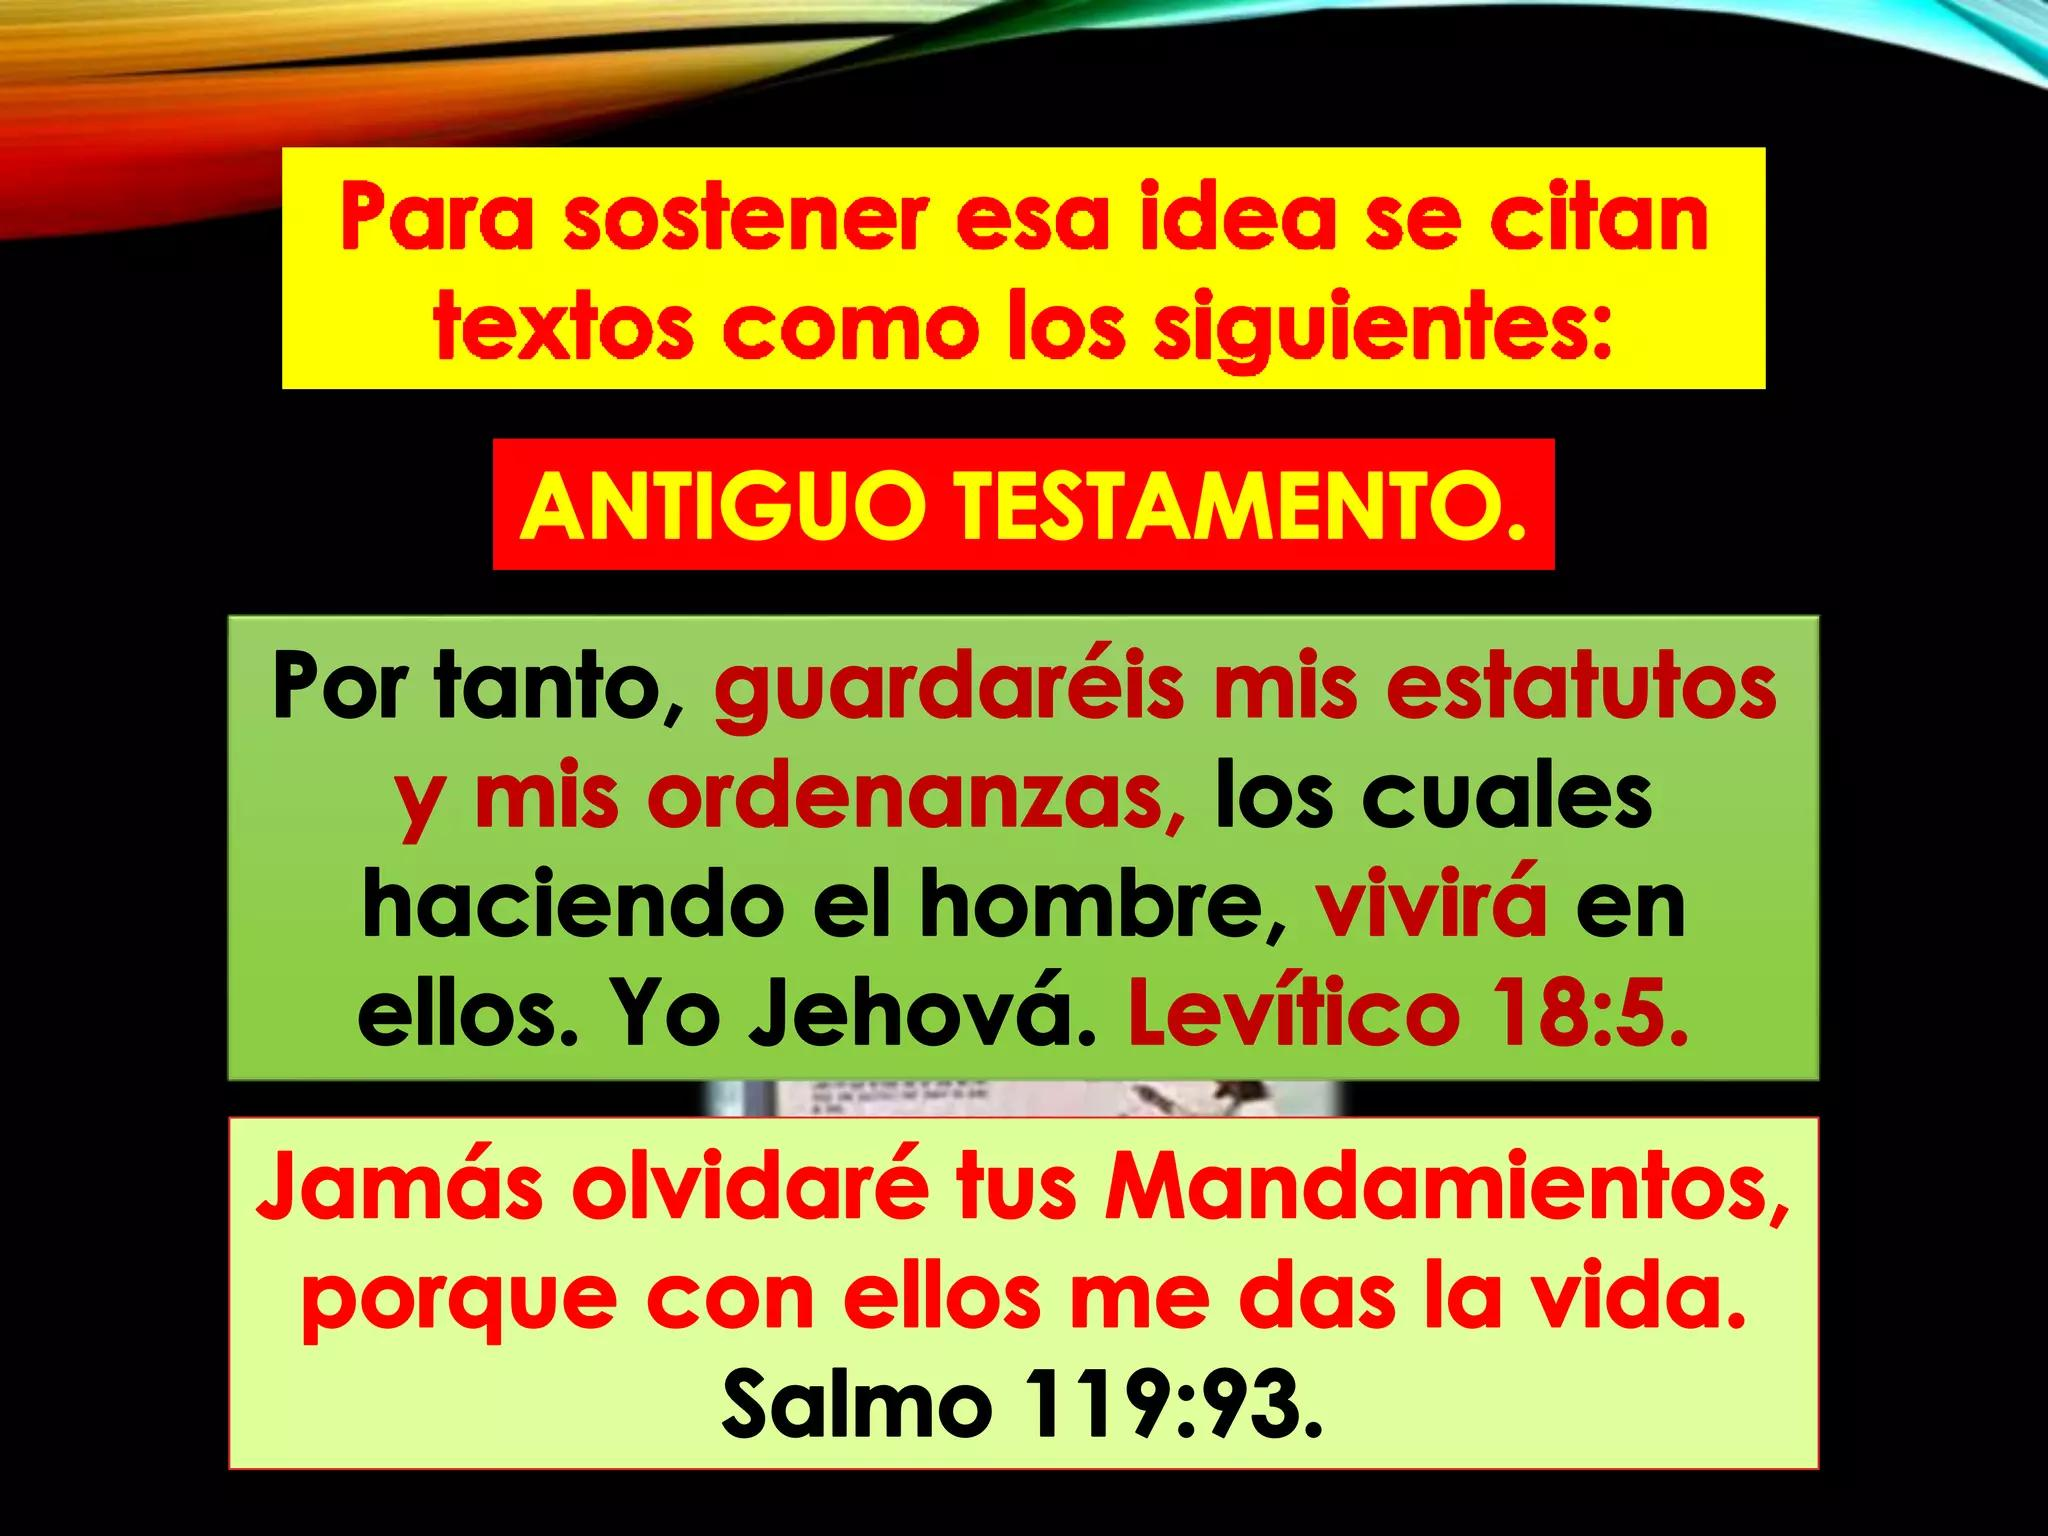 Para sostener esa idea se citan
textos como los siguientes:
ANTIGUO TESTAMENTO.
Por tanto, guardaréis mis estatutos
y mis ordenanzas, los cuales
haciendo el hombre, vivirá en
ellos. Yo Jehová. Levítico 18:5.
Jamás olvidaré tus Mandamientos,
porque con ellos me das la vida.
Salmo 119:93.